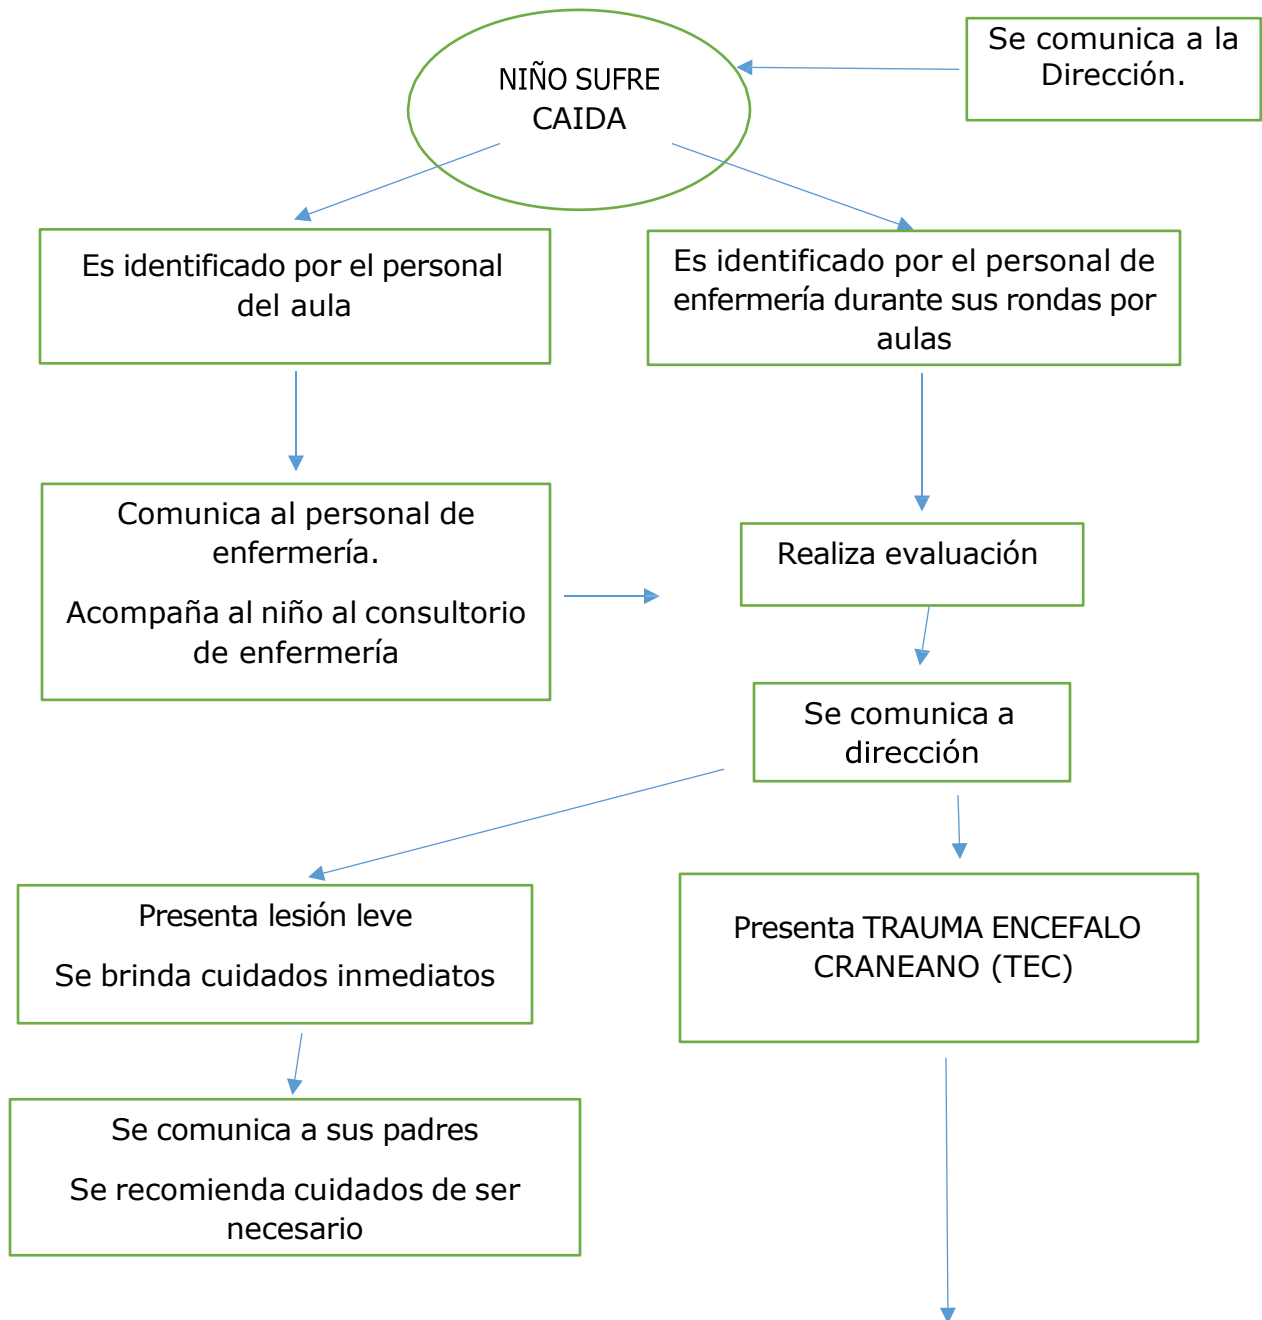 NIÑO SUFRE
CAIDA
Se comunica a la
Dirección.
Es identificado por el personal
del aula
Es identificado por el personal de
enfermería durante sus rondas por
aulas
Comunica al personal de
enfermería.
Acompaña al niño al consultorio
de enfermería
Realiza evaluación
Se comunica a
dirección
Presenta lesión leve
Se brinda cuidados inmediatos
Presenta TRAUMA ENCEFALO
CRANEANO (TEC)
Se comunica a sus padres
Se recomienda cuidados de ser
necesario